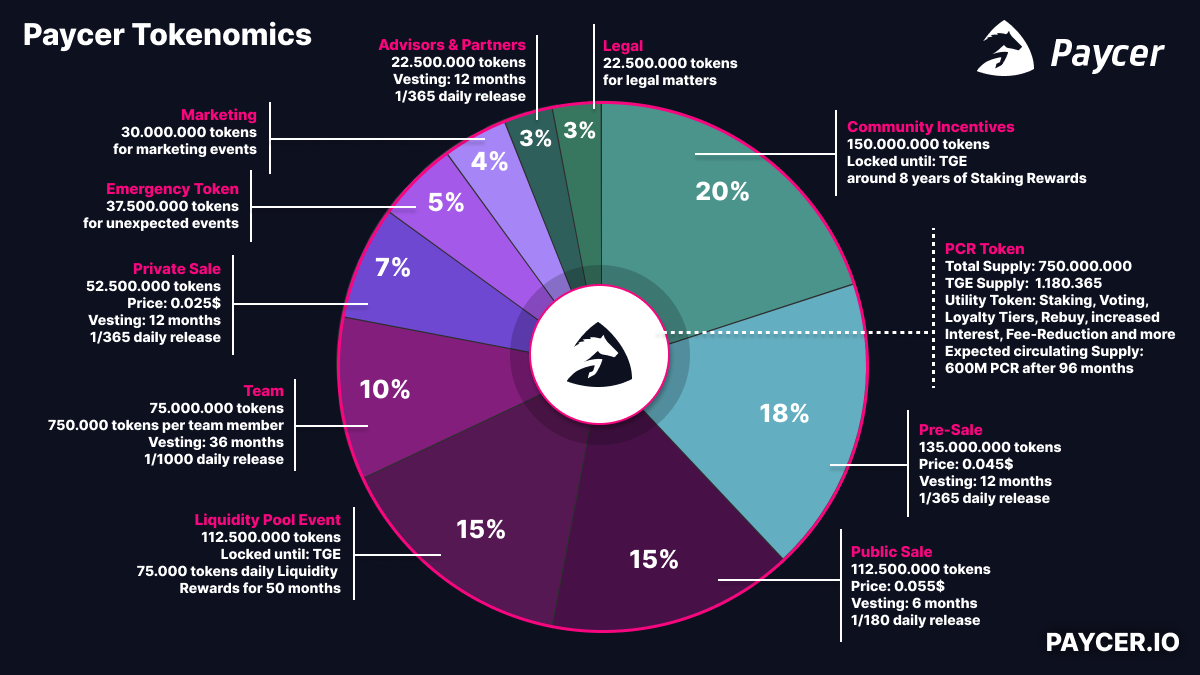 Paycer Tokenomics
Paycer
Advisors & Partners
22.500.000 tokens
Vesting: 12 months
1/365 daily release
Legal
22.500.000 tokens
for legal matters
Marketing
30.000.000 tokens
for marketing events
Community Incentives
150.000.000 tokens
Locked until: TGE
around 8 years of Staking Rewards
Emergency Token
37.500.000 tokens
for unexpected events
PCR Token
Total Supply: 750.000.000
TGE Supply: 1.180.365
Utility Token: Staking, Voting,
Loyalty Tiers, Rebuy, increased
Interest, Fee-Reduction and more
Expected circulating Supply:
600M PCR after 96 months
Private Sale
52.500.000 tokens
Price: 0.025$
Vesting: 12 months
1/365 daily release
Team
75.000.000 tokens
750.000 tokens per team member
Vesting: 36 months
1/1000 daily release
Pre-Sale
135.000.000 tokens
Price: 0.045$
Vesting: 12 months
1/365 daily release
Liquidity Pool Event
112.500.000 tokens
Locked until: TGE
75.000 tokens daily Liquidity
Rewards for 50 months
Public Sale
112.500.000 tokens
Price: 0.055$
Vesting: 6 months
1/180 daily release
3%
3%
4%
5%
20%
7%
10%
18%
15%
15%
PAYCER.IO